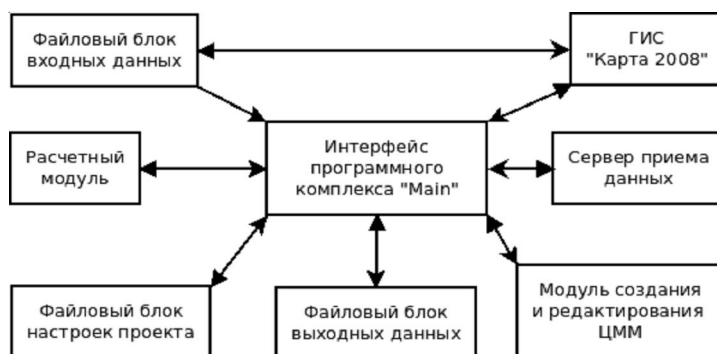 Файловый блок
входных данных
ГИС
"Карта 2008"
Интерфейс
программного
комплекса "Main"
Расчетный
модуль
Сервер приема
данных
Файловый блок
настроек проекта
Файловый блок
выходных данных
Модуль создания
и редактирования
ЦММ